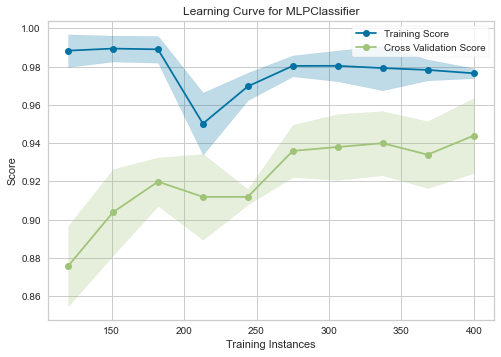 Learning Curve for MLPClassifier
Training Score
Cross Validation Score
Score
1.00
0.98
0.96
0.94
0.92
0.90
0.88
0.86
150
200
250
300
350
400
Training Instances